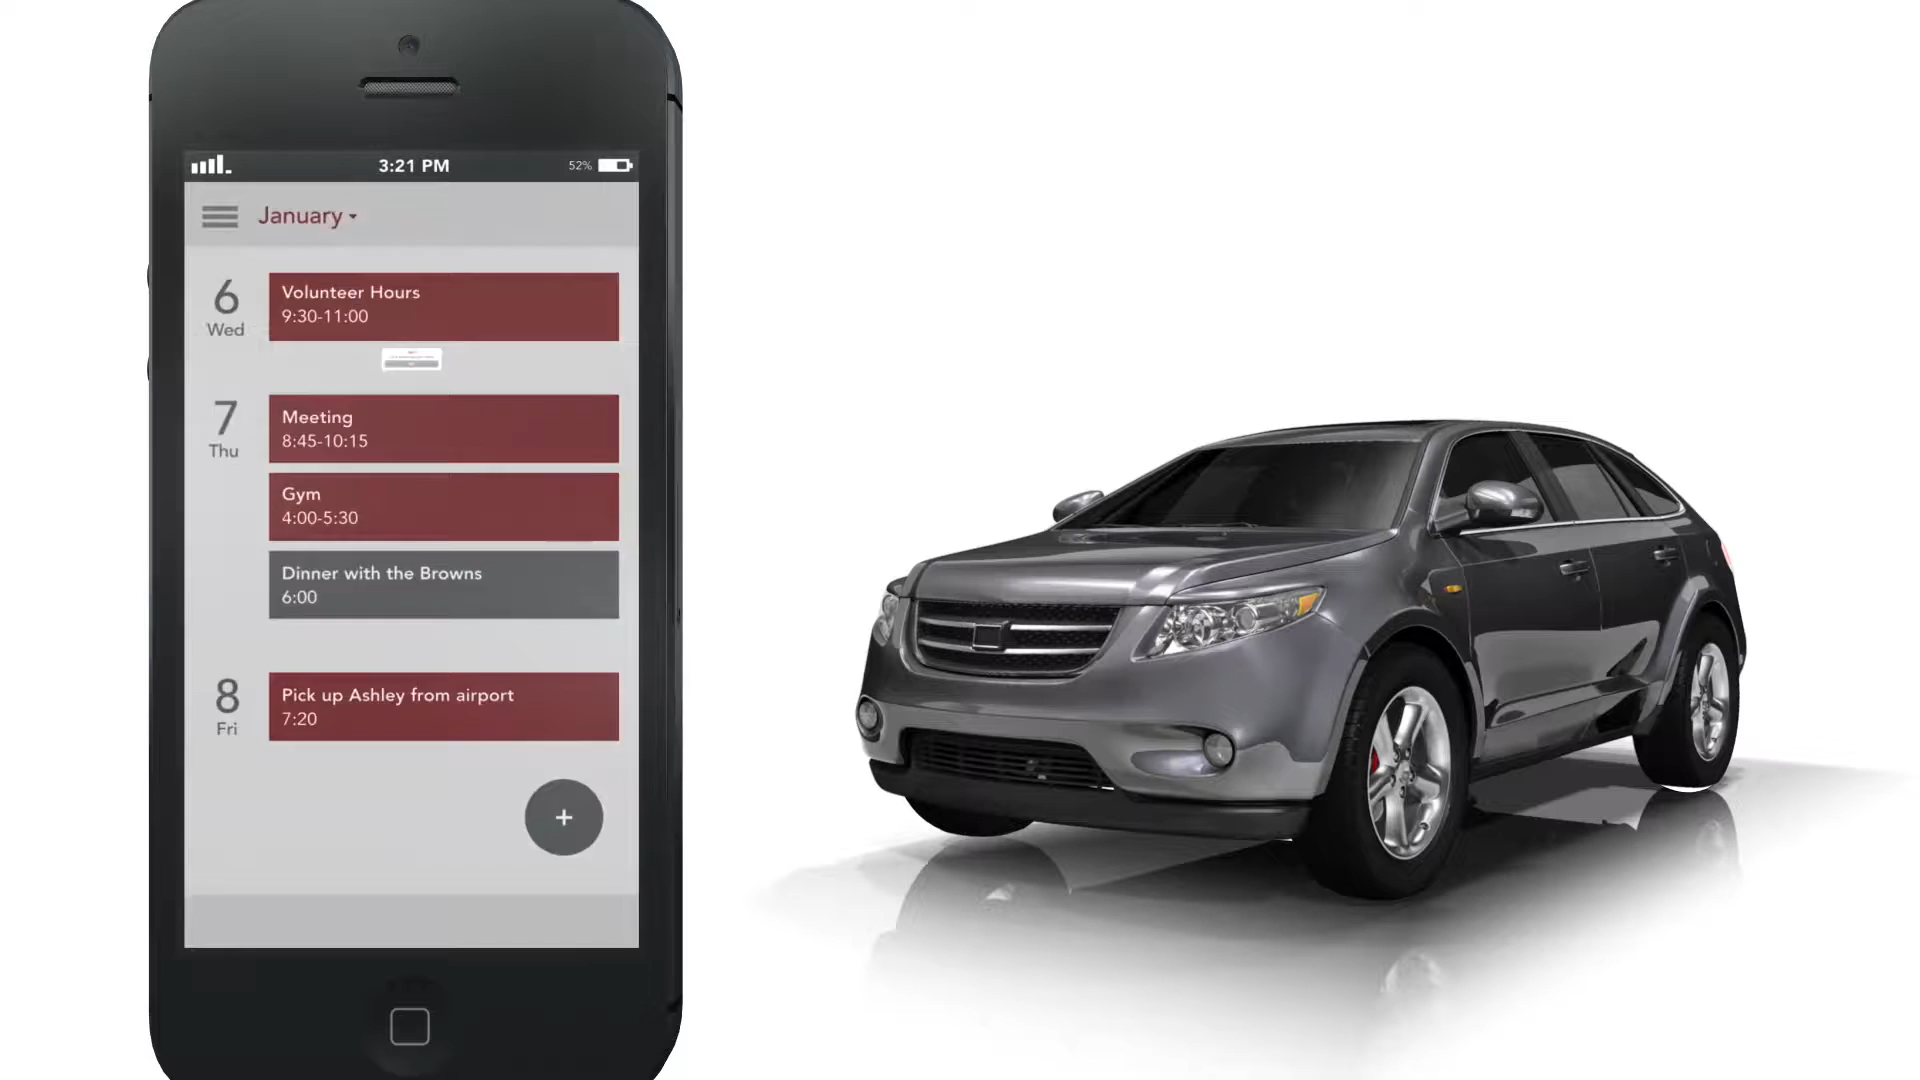 3:21 PM
52%
January
6
Wed
Volunteer Hours
9:30-11:00
7
Thu
Meeting
8:45-10:15
Gym
4:00-5:30
Dinner with the Browns
6:00
8
Fri
Pick up Ashley from airport
7:20
+